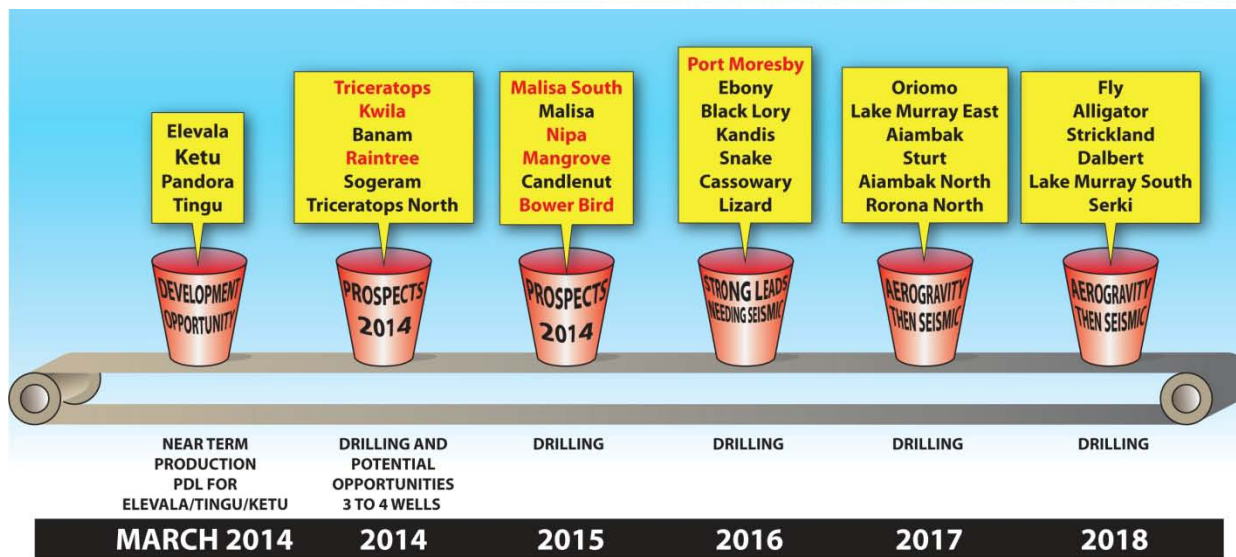 Elevala
Ketu
Pandora
Tingu
Triceratops
Kwila
Banam
Raintree
Sogeram
Triceratops North
Malisa South
Malisa
Nipa
Mangrove
Candlenut
Bower Bird
Port Moresby
Ebony
Black Lory
Kandis
Snake
Cassowary
Lizard
Oriomo
Lake Murray East
Aiambak
Sturt
Aiambak North
Rorona North
Fly
Alligator
Strickland
Dalbert
Lake Murray South
Serki
DEVELOPMENT
OPPORTUNITY
PROSPECTS
2014
PROSPECTS
2014
STRONG LEADS
NEEDING SEISMIC
AEROGRAVITY
THEN SEISMIC
AEROGRAVITY
THEN SEISMIC
NEAR TERM
PRODUCTION
PDL FOR
ELEVALA/TINGU/KETU
DRILLING AND
POTENTIAL
OPPORTUNITIES
3 TO 4 WELLS
DRILLING
DRILLING
DRILLING
DRILLING
MARCH 2014
2014
2015
2016
2017
2018